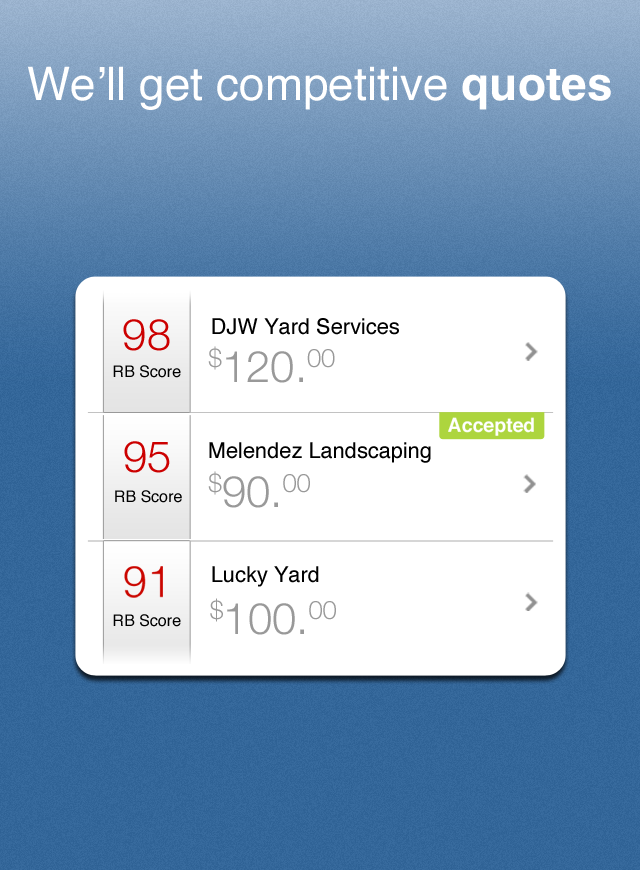 We'll get competitive quotes
98
RB Score
DJW Yard Services
$120.00
Accepted
95
RB Score
Melendez Landscaping
$90.00
91
RB Score
Lucky Yard
$100.00